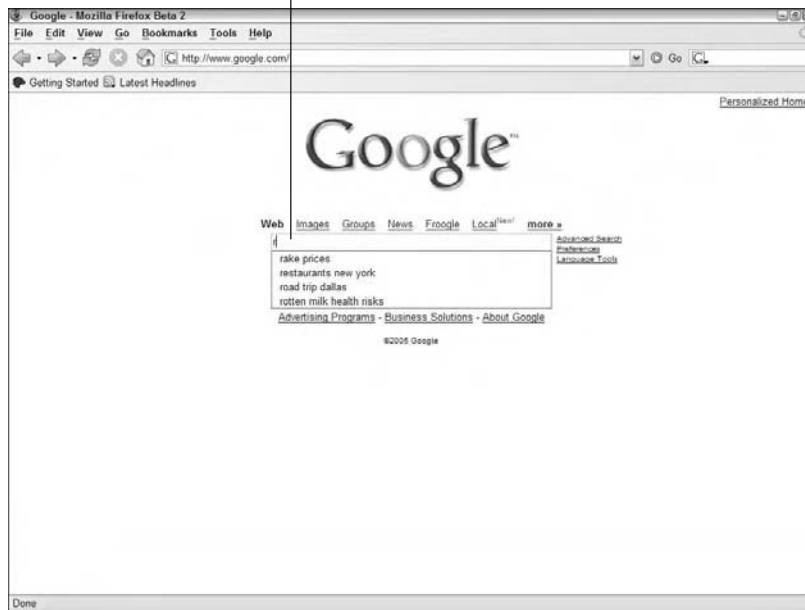 Google - Mozilla Firefox Beta 2
File Edit View Go Bookmarks Tools Help
http://www.google.com/ Go
Getting Started Latest Headlines
Personalized Home
Google™
Web Images Groups News Froogle Local New! more »
r
Advanced Search
Preferences
Language Tools
rake prices
restaurants new york
road trip dallas
rotten milk health risks
Advertising Programs - Business Solutions - About Google
©2005 Google
Done